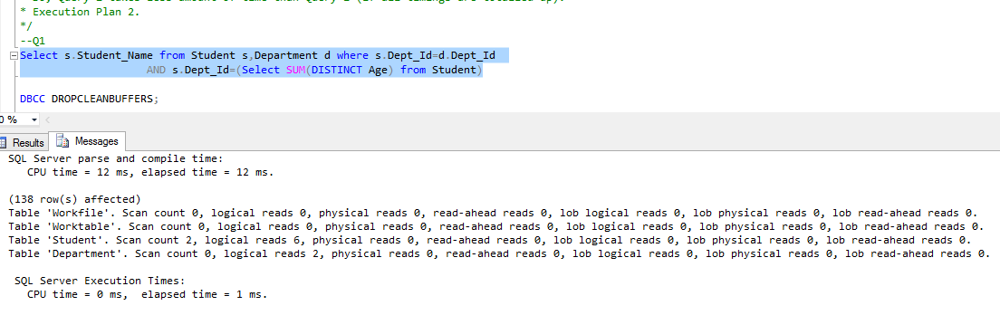 * Execution Plan 2.
*/
--Q1
Select s.Student_Name from Student s,Department d where s.Dept_Id=d.Dept_Id
AND s.Dept_Id=(Select SUM(DISTINCT Age) from Student)
DBCC DROPCLEANBUFFERS;
0 %
Results Messages
SQL Server parse and compile time:
CPU time = 12 ms, elapsed time = 12 ms.
(138 row(s) affected)
Table 'Workfile'. Scan count 0, logical reads 0, physical reads 0, read-ahead reads 0, lob logical reads 0, lob physical reads 0, lob read-ahead reads 0.
Table 'Worktable'. Scan count 0, logical reads 0, physical reads 0, read-ahead reads 0, lob logical reads 0, lob physical reads 0, lob read-ahead reads 0.
Table 'Student'. Scan count 2, logical reads 6, physical reads 0, read-ahead reads 0, lob logical reads 0, lob physical reads 0, lob read-ahead reads 0.
Table 'Department'. Scan count 0, logical reads 2, physical reads 0, read-ahead reads 0, lob logical reads 0, lob physical reads 0, lob read-ahead reads 0.
SQL Server Execution Times:
CPU time = 0 ms,  elapsed time = 1 ms.